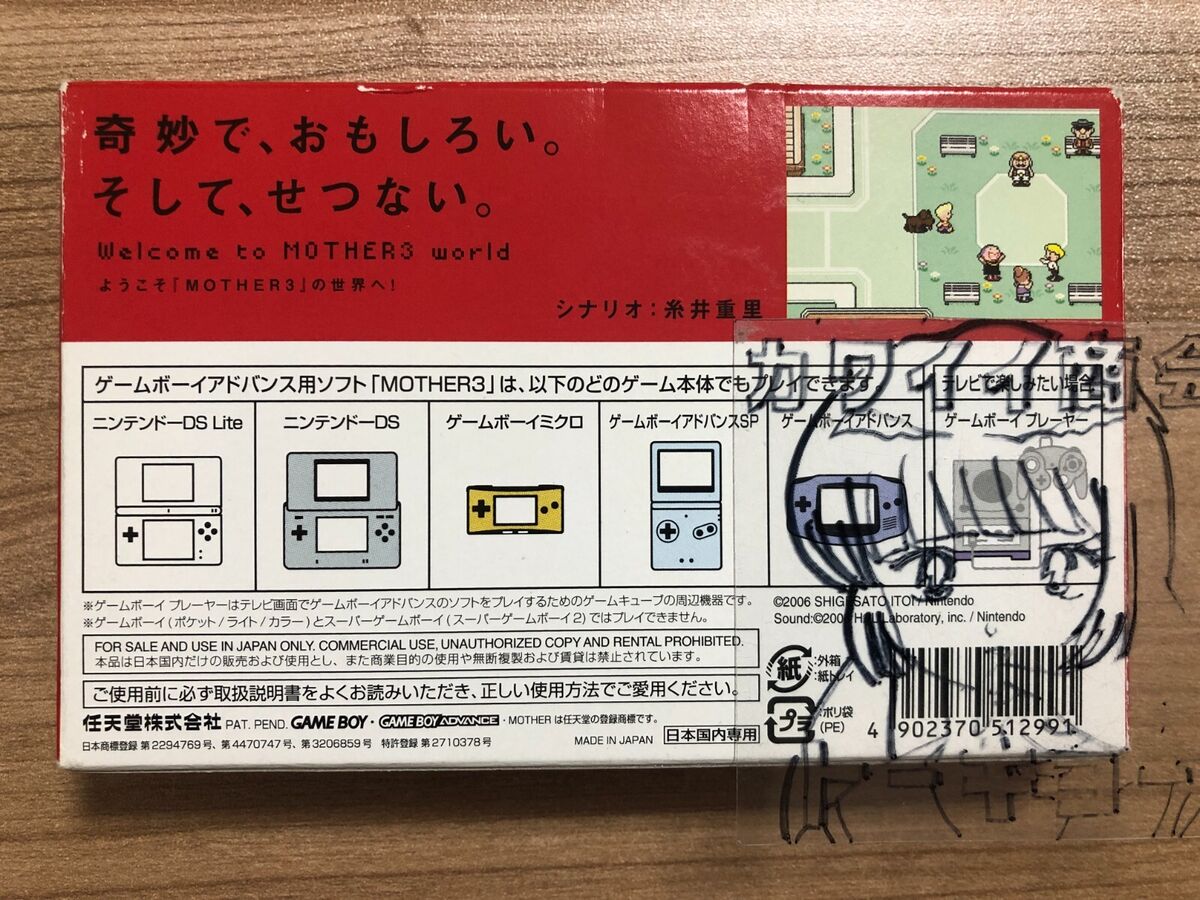 奇妙で、おもしろい。
そして、せつない。
Welcome to MOTHER3 world
ようこそ『MOTHER3』の世界へ!
シナリオ：糸井重里
カワイイ商会
ゲームボーイアドバンス用ソフト「MOTHER3」は、以下のどのゲーム本体でもプレイできます。
テレビで楽しみたい場合
ニンテンドーDS Lite
ニンテンドーDS
ゲームボーイミクロ
ゲームボーイアドバンスSP
ゲームボーイアドバンス
ゲームボーイ プレーヤー
※ゲームボーイ プレーヤーはテレビ画面でゲームボーイアドバンスのソフトをプレイするためのゲームキューブの周辺機器です。
※ゲームボーイ(ポケット/ライト/カラー)とスーパーゲームボーイ(スーパーゲームボーイ2)ではプレイできません。
©2006 SHIGESATO ITOI / Nintendo
Sound:©2006 HAL Laboratory, inc. / Nintendo
FOR SALE AND USE IN JAPAN ONLY. COMMERCIAL USE, UNAUTHORIZED COPY AND RENTAL PROHIBITED.
本品は日本国内だけの販売および使用とし、また商業目的の使用や無断複製および賃貸は禁止されています。
ご使用前に必ず取扱説明書をよくお読みいただき、正しい使用方法でご愛用ください。
任天堂株式会社 PAT. PEND. GAME BOY・GAME BOY ADVANCE・MOTHER は任天堂の登録商標です。
日本商標登録 第2294769号、第4470747号、第3206859号 特許登録 第2710378号
MADE IN JAPAN
日本国内専用
紙
:外箱
:紙トレイ
プラ
:ポリ袋
(PE)
4 902370 512991